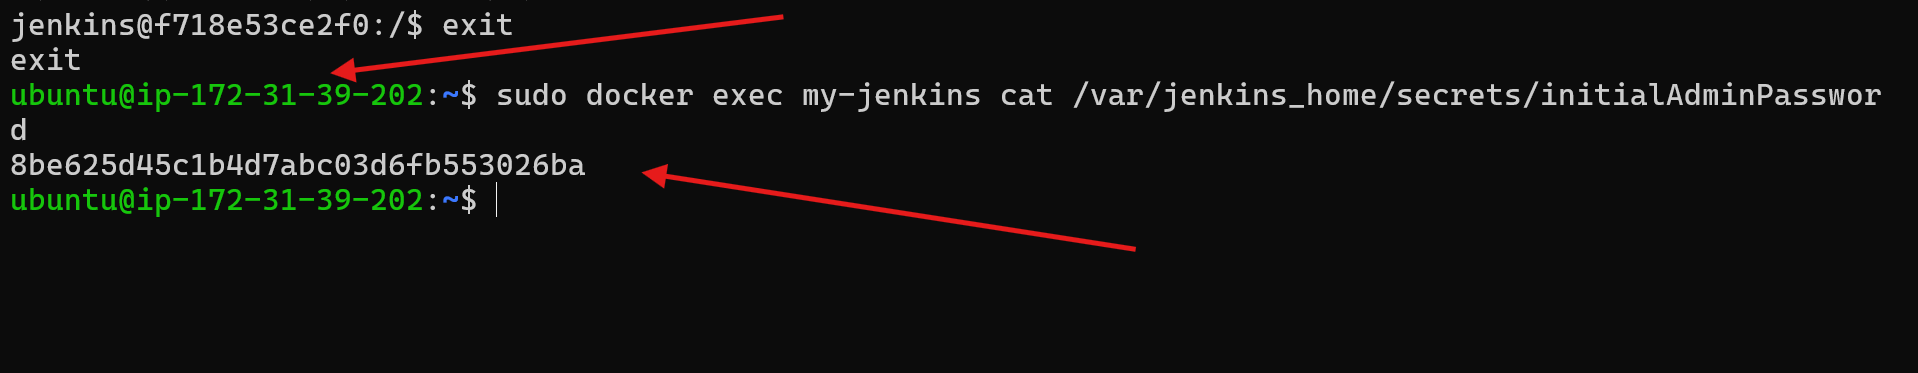 jenkins@f718e53ce2f0:/$ exit
exit
ubuntu@ip-172-31-39-202:~$ sudo docker exec my-jenkins cat /var/jenkins_home/secrets/initialAdminPasswor
d
8be625d45c1b4d7abc03d6fb553026ba
ubuntu@ip-172-31-39-202:~$